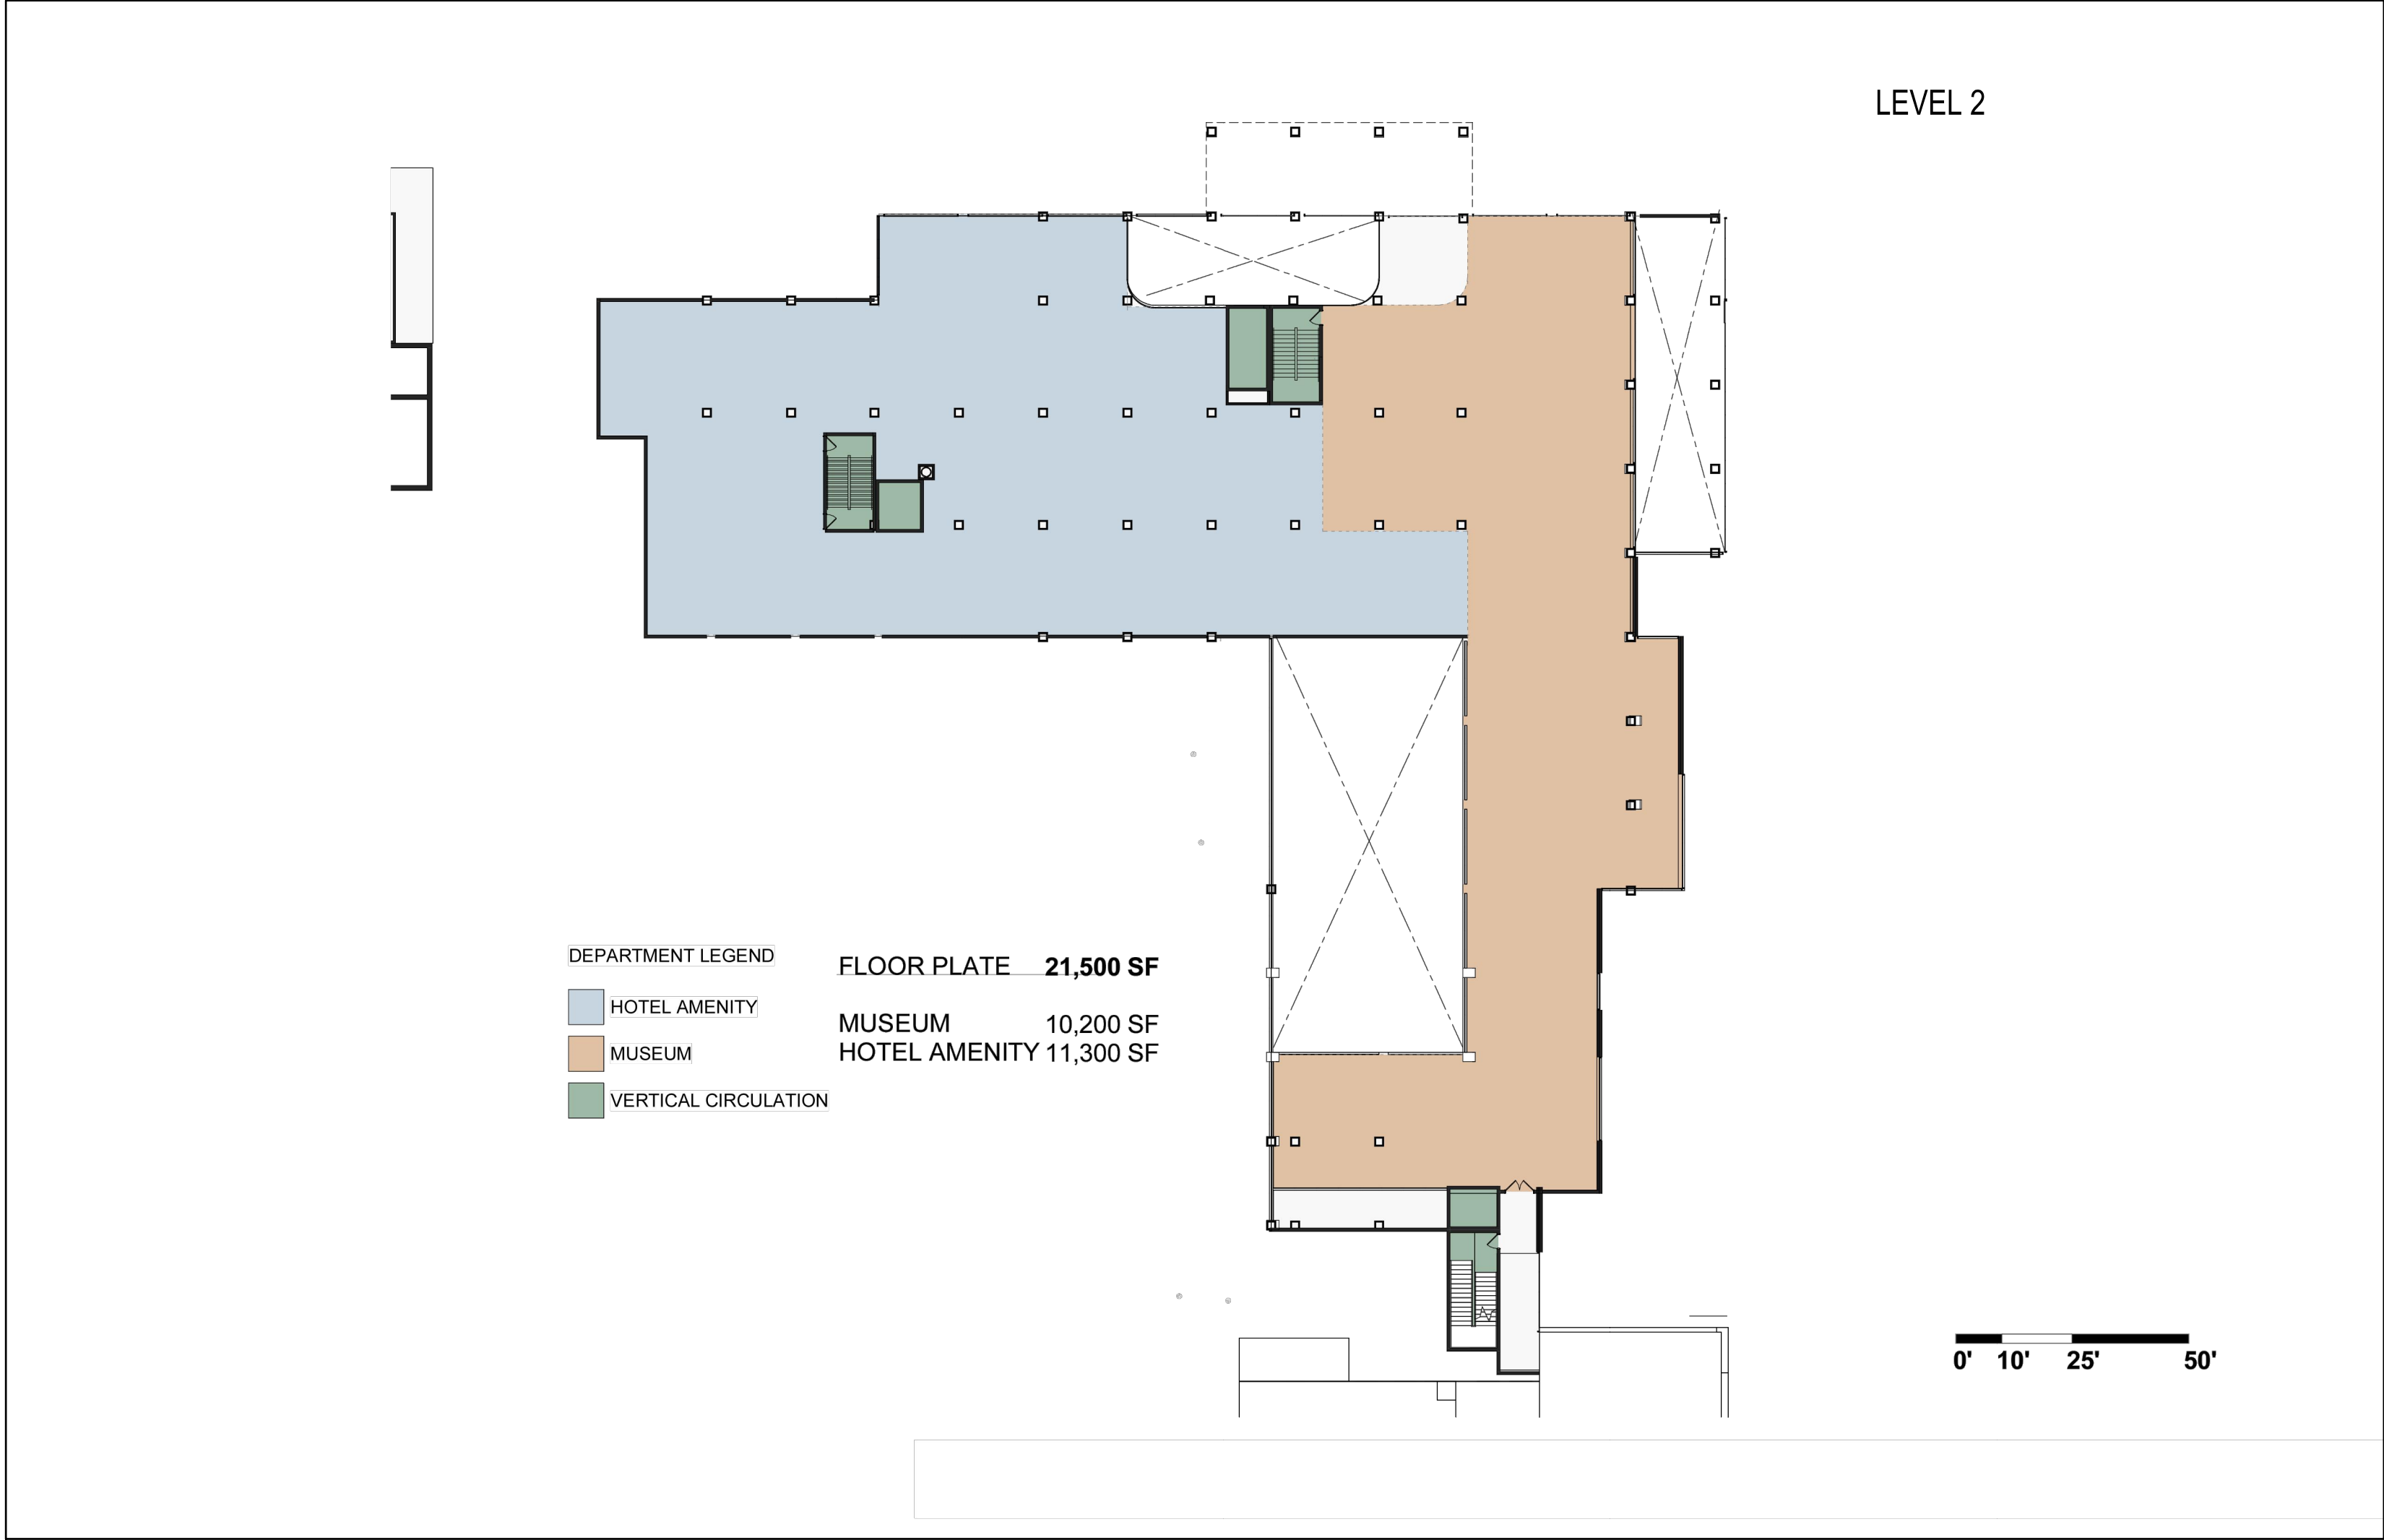 LEVEL 2
DEPARTMENT LEGEND
HOTEL AMENITY
MUSEUM
VERTICAL CIRCULATION
FLOOR PLATE 21,500 SF
MUSEUM 10,200 SF
HOTEL AMENITY 11,300 SF
0' 10' 25' 50'